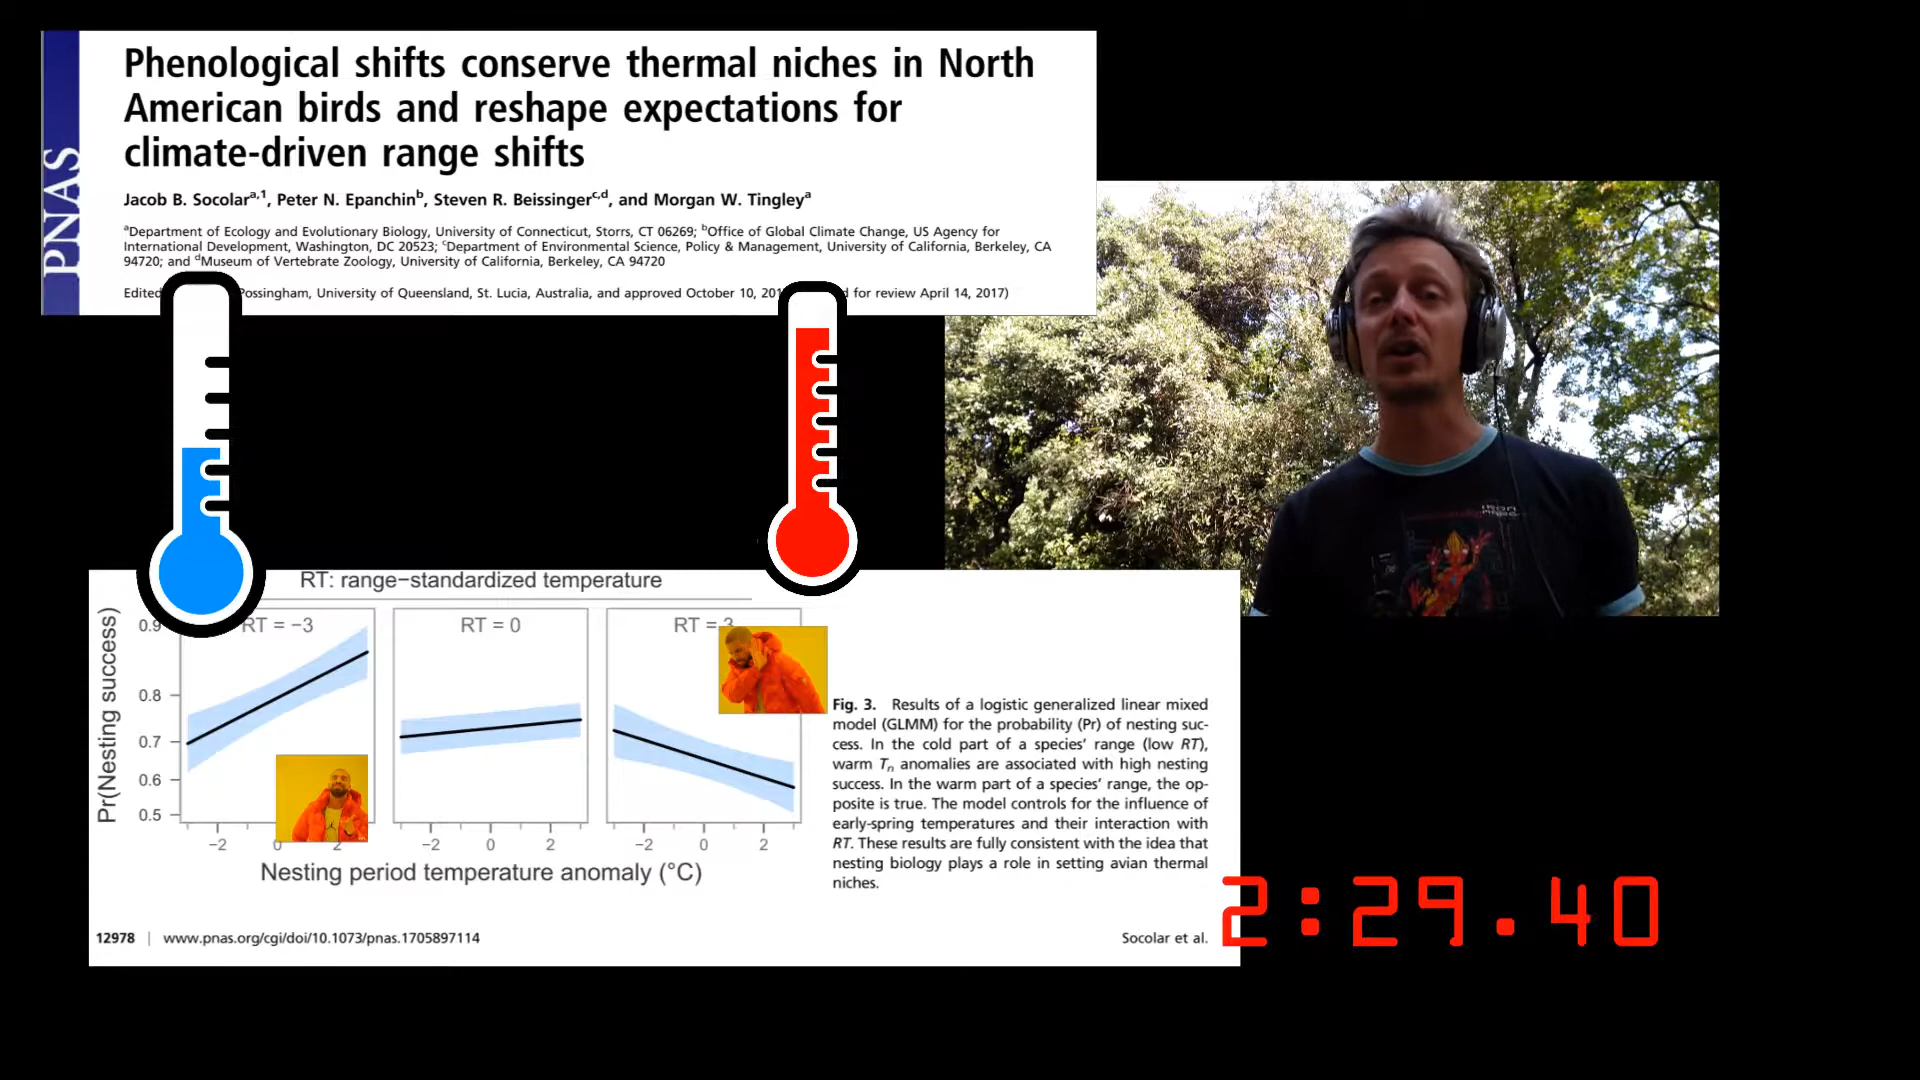 PNAS
Phenological shifts conserve thermal niches in North
American birds and reshape expectations for
climate-driven range shifts
Jacob B. Socolar a,1, Peter N. Epanchin b, Steven R. Beissinger c,d, and Morgan W. Tingley a
a Department of Ecology and Evolutionary Biology, University of Connecticut, Storrs, CT 06269; b Office of Global Climate Change, US Agency for
International Development, Washington, DC 20523; c Department of Environmental Science, Policy & Management, University of California, Berkeley, CA
94720; and d Museum of Vertebrate Zoology, University of California, Berkeley, CA 94720
Edited Possingham, University of Queensland, St. Lucia, Australia, and approved October 10, for review April 14, 2017)
RT: range−standardized temperature
RT = −3
RT = 0
RT = 3
Pr(Nesting success)
0.9
0.8
0.7
0.6
0.5
−2 0 2
−2 0 2
−2 0 2
Nesting period temperature anomaly (°C)
Fig. 3. Results of a logistic generalized linear mixed
model (GLMM) for the probability (Pr) of nesting suc-
cess. In the cold part of a species' range (low RT),
warm Tn anomalies are associated with high nesting
success. In the warm part of a species' range, the op-
posite is true. The model controls for the influence of
early-spring temperatures and their interaction with
RT. These results are fully consistent with the idea that
nesting biology plays a role in setting avian thermal
niches.
12978 | www.pnas.org/cgi/doi/10.1073/pnas.1705897114
Socolar et al.
2:29.40